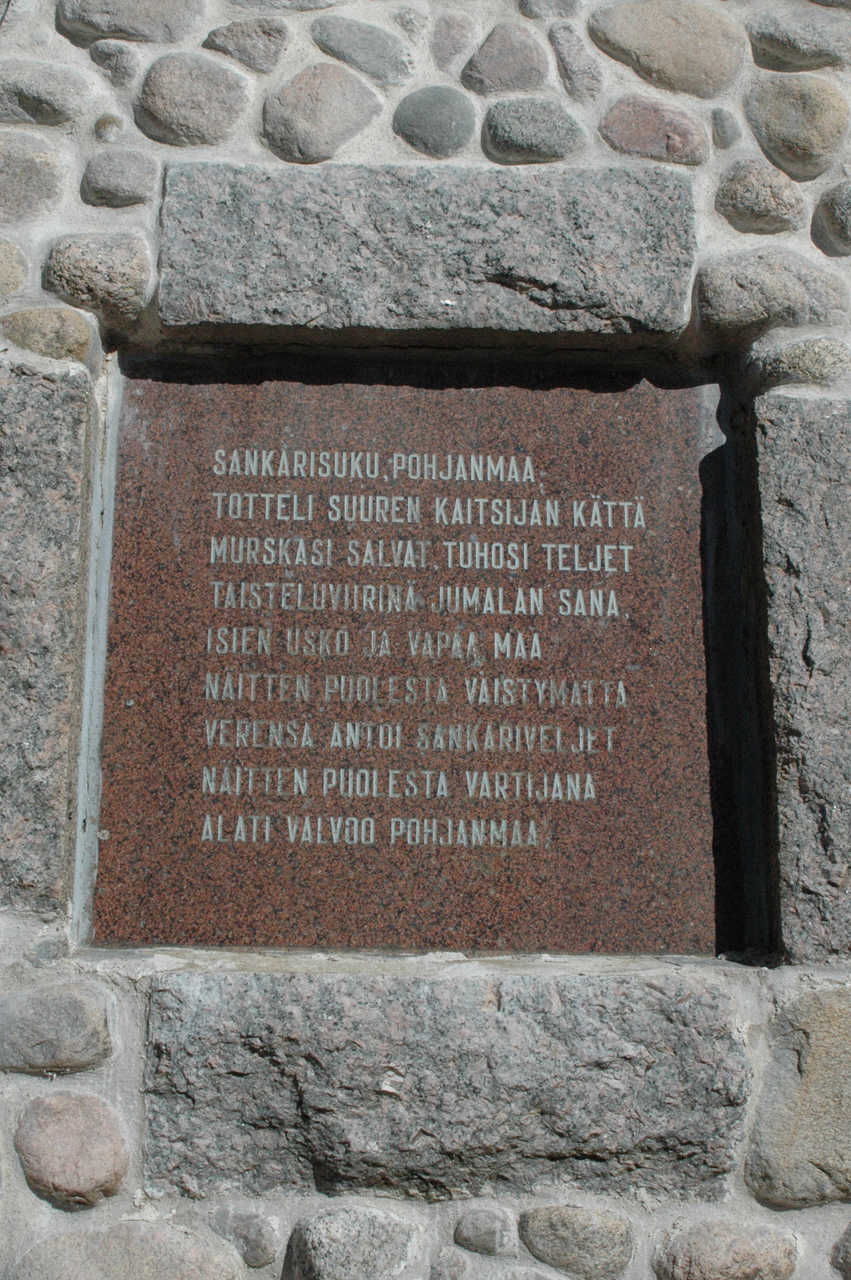 SANKARISUKU, POHJANMAA,
TOTTELI SUUREN KAITSIJAN KÄTTÄ
MURSKASI SALVAT, TUHOSI TELJET
TAISTELUVIIRINÄ JUMALAN SANA,
ISIEN USKO JA VAPAA MAA
NÄITTEN PUOLESTA VÄISTYMÄTTÄ
VERENSÄ ANTOI SANKARIVELJET
NÄITTEN PUOLESTA VARTIJANA
ALATI VALVOO POHJANMAA